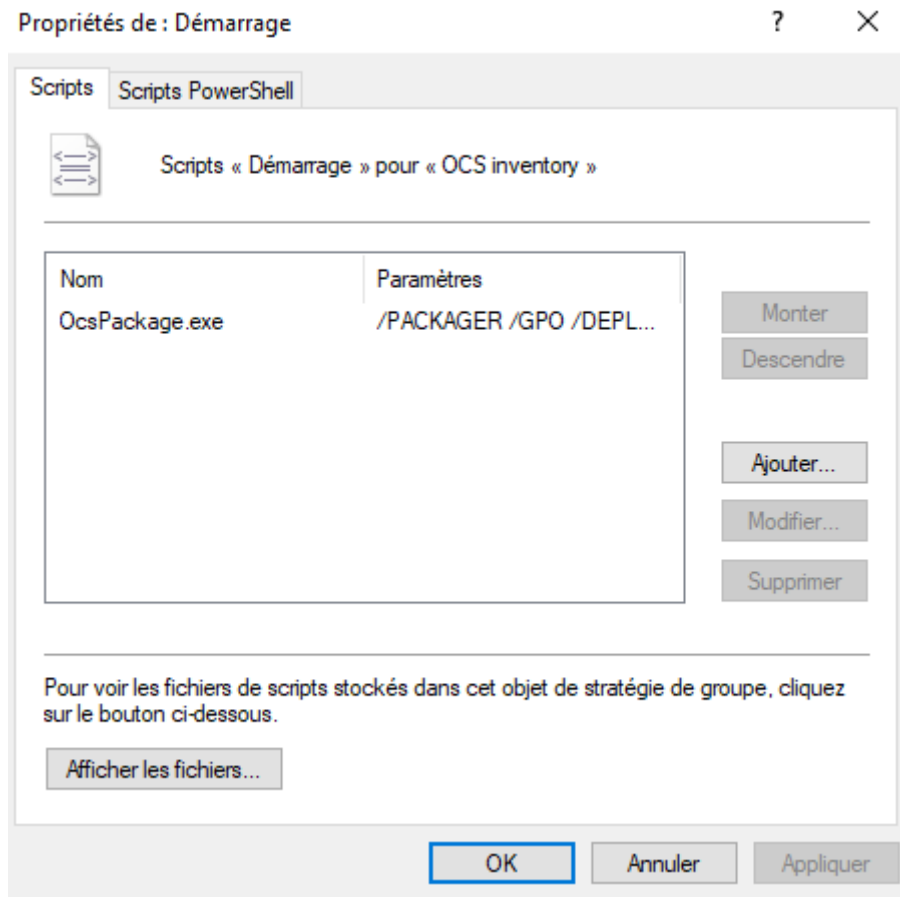 Propriétés de : Démarrage
? ×
Scripts
Scripts PowerShell
Scripts « Démarrage » pour « OCS inventory »
Nom
Paramètres
OcsPackage.exe
/PACKAGER /GPO /DEPL...
Monter
Descendre
Ajouter...
Modifier...
Supprimer
Pour voir les fichiers de scripts stockés dans cet objet de stratégie de groupe, cliquez
sur le bouton ci-dessous.
Afficher les fichiers...
OK
Annuler
Appliquer